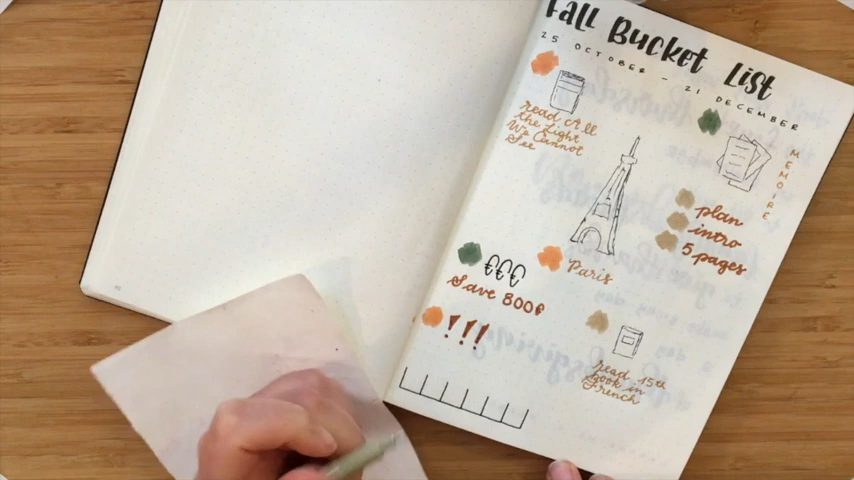 Fall Bucket List
25 OCTOBER - 21 DECEMBER
read All
the Light
We Cannot
See
MEMOIRE
plan
intro
5 pages
Paris
€€€
Save 800€
!!!
read 15th
book in
French